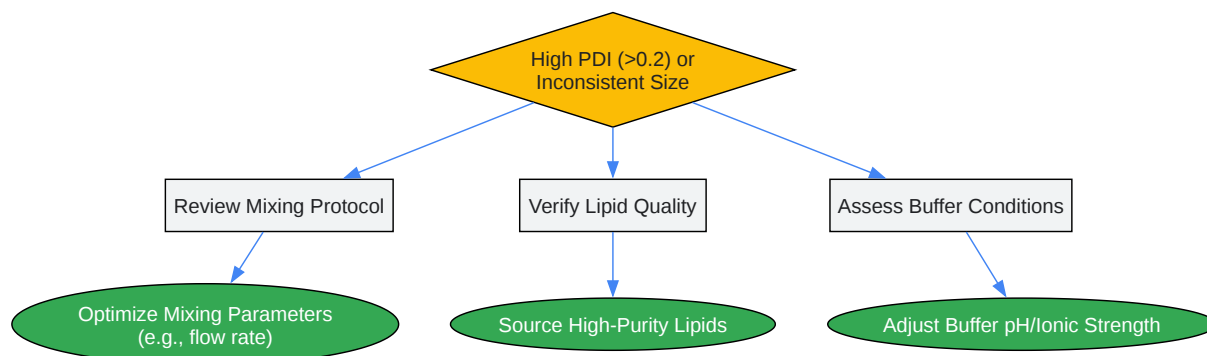 High PDI (>0.2) or
Inconsistent Size
Review Mixing Protocol
Verify Lipid Quality
Assess Buffer Conditions
Optimize Mixing Parameters
(e.g., flow rate)
Source High-Purity Lipids
Adjust Buffer pH/Ionic Strength